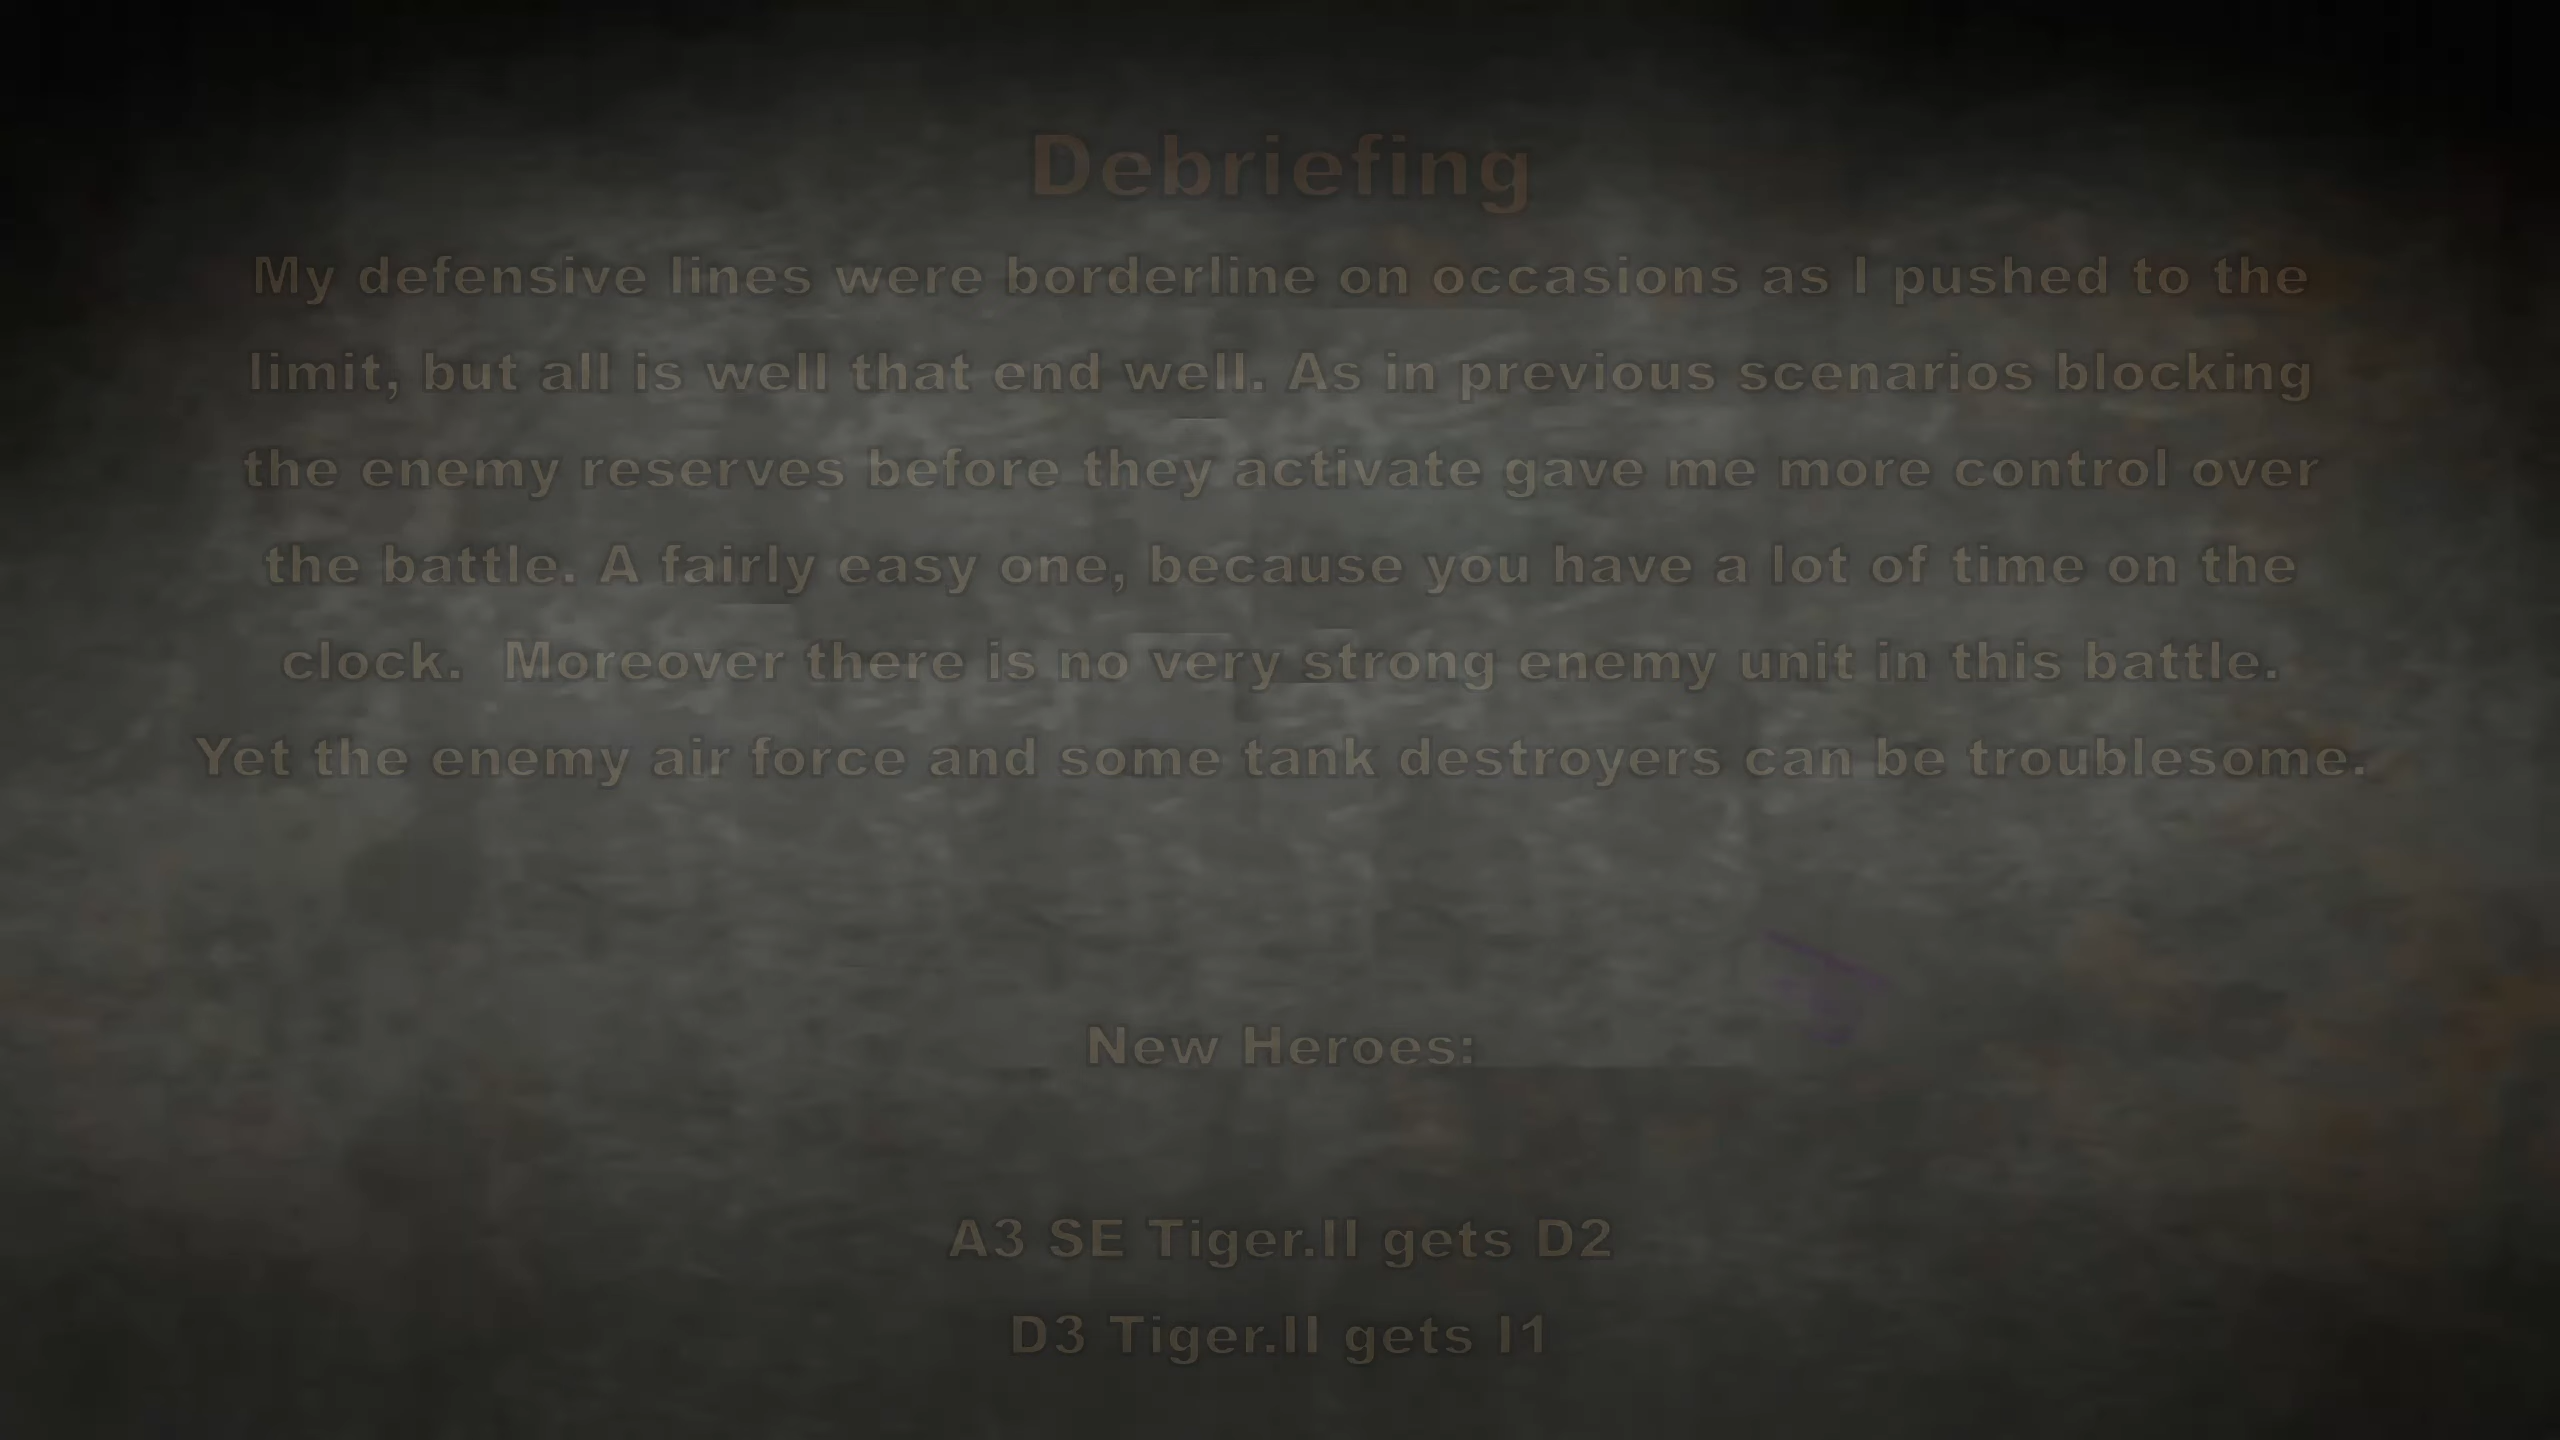 Debriefing
My defensive lines were borderline on occasions as I pushed to the
limit, but all is well that end well. As in previous scenarios blocking
the enemy reserves before they activate gave me more control over
the battle. A fairly easy one, because you have a lot of time on the
clock.  Moreover there is no very strong enemy unit in this battle.
Yet the enemy air force and some tank destroyers can be troublesome.
New Heroes:
A3 SE Tiger.II gets D2
D3 Tiger.II gets I1